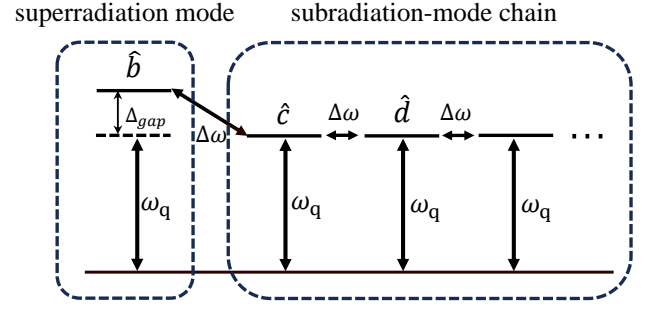 superradiation mode
subradiation-mode chain
b̂
Δgap
Δω
ĉ
Δω
d̂
Δω
...
ωq
ωq
ωq
ωq